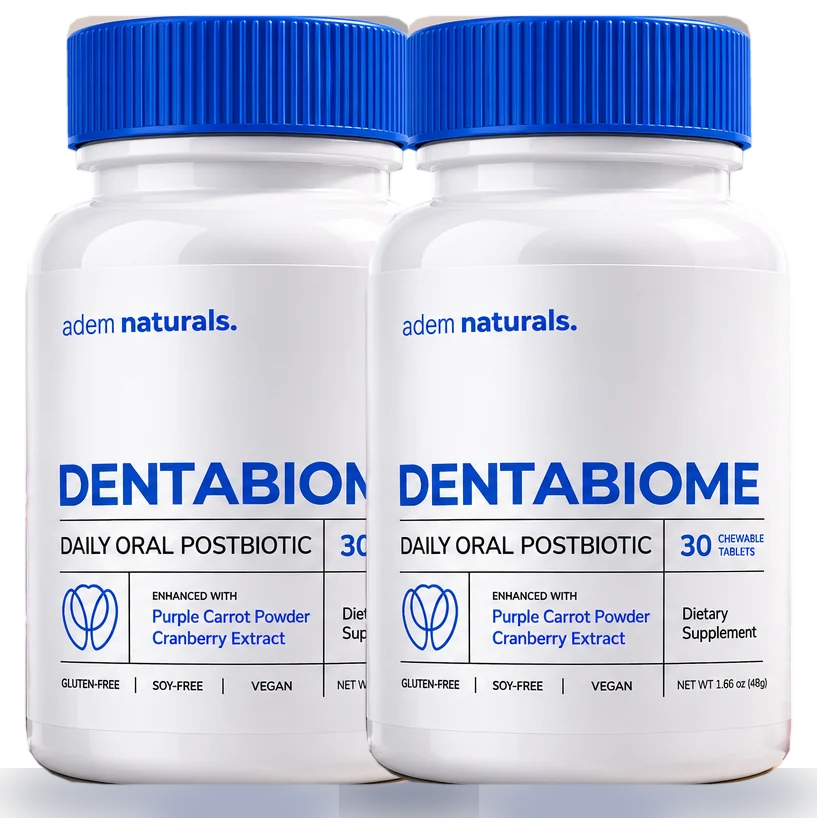 adem naturals.
DENTABIOM
DAILY ORAL POSTBIOTIC
30
ENHANCED WITH
Purple Carrot Powder
Cranberry Extract
GLUTEN-FREE | SOY-FREE | VEGAN
NET W
adem naturals.
DENTABIOME
DAILY ORAL POSTBIOTIC
30 CHEWABLE
TABLETS
ENHANCED WITH
Purple Carrot Powder
Cranberry Extract
Dietary
Supplement
GLUTEN-FREE | SOY-FREE | VEGAN
NET WT 1.66 oz (48g)